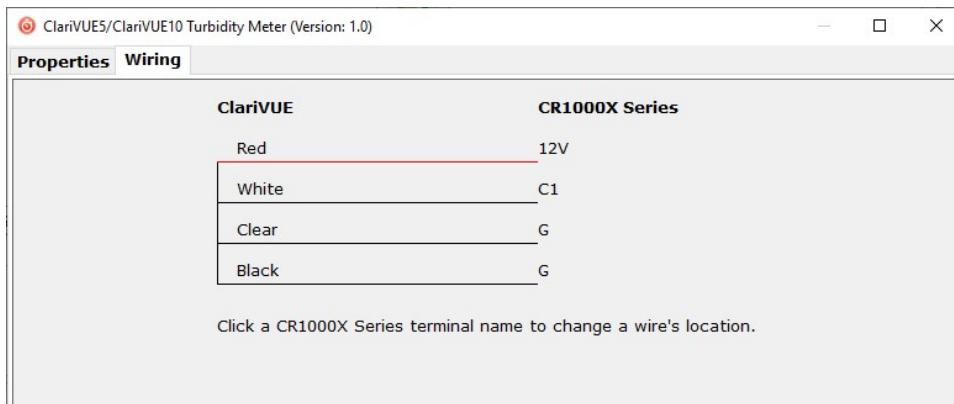 ClariVUE5/ClariVUE10 Turbidity Meter (Version: 1.0)
Properties Wiring
ClariVUE CR1000X Series
Red 12V
White C1
Clear G
Black G
Click a CR1000X Series terminal name to change a wire's location.